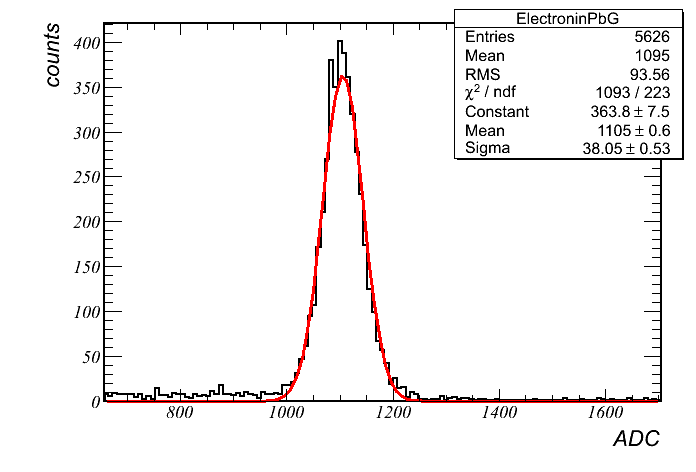 ElectroninPbG
Entries 5626
Mean 1095
RMS 93.56
χ² / ndf 1093 / 223
Constant 363.8 ± 7.5
Mean 1105 ± 0.6
Sigma 38.05 ± 0.53
counts
400
350
300
250
200
150
100
50
0
800 1000 1200 1400 1600
ADC